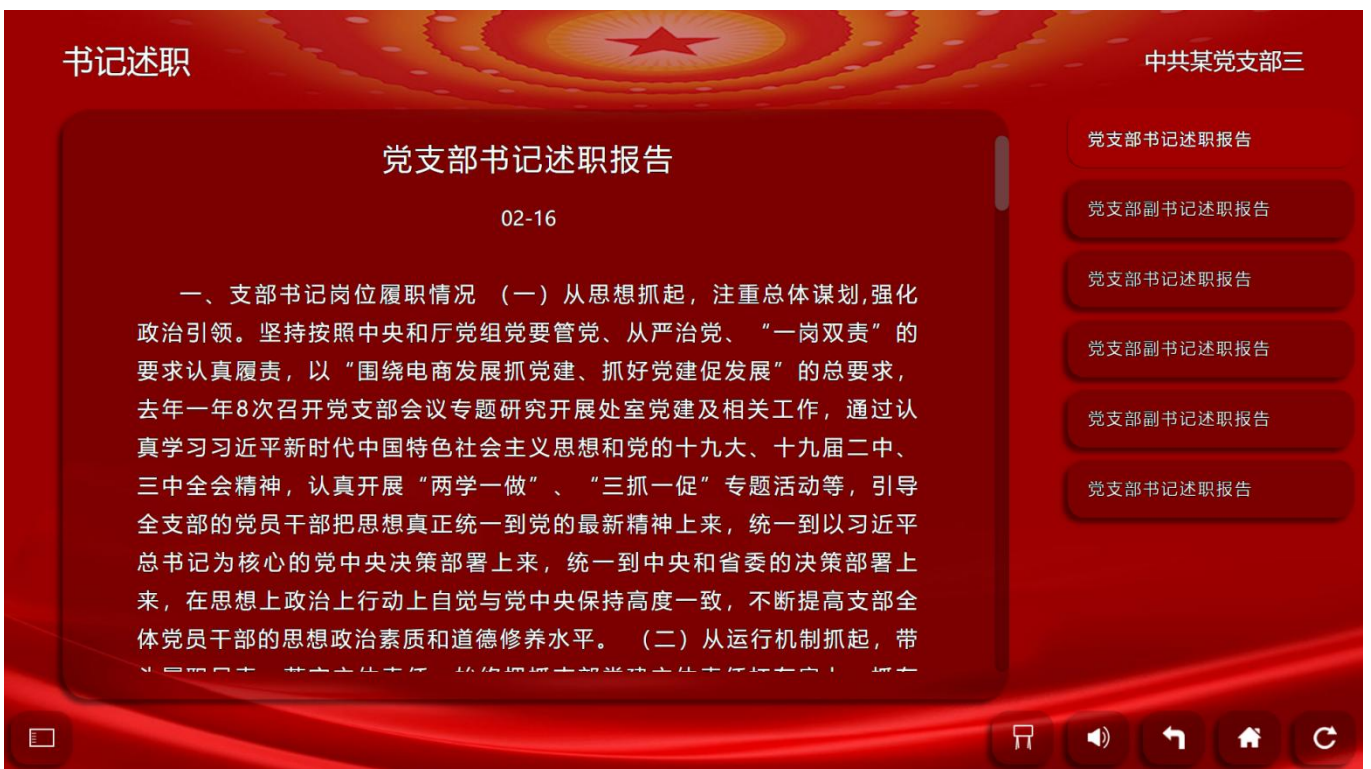 书记述职
中共某党支部三
党支部书记述职报告
02-16
一、支部书记岗位履职情况 （一）从思想抓起，注重总体谋划,强化
政治引领。坚持按照中央和厅党组党要管党、从严治党、“一岗双责”的
要求认真履责，以“围绕电商发展抓党建、抓好党建促发展”的总要求，
去年一年8次召开党支部会议专题研究开展处室党建及相关工作，通过认
真学习习近平新时代中国特色社会主义思想和党的十九大、十九届二中、
三中全会精神，认真开展“两学一做”、“三抓一促”专题活动等，引导
全支部的党员干部把思想真正统一到党的最新精神上来，统一到以习近平
总书记为核心的党中央决策部署上来，统一到中央和省委的决策部署上
来，在思想上政治上行动上自觉与党中央保持高度一致，不断提高支部全
体党员干部的思想政治素质和道德修养水平。 （二）从运行机制抓起，带
党支部书记述职报告
党支部副书记述职报告
党支部书记述职报告
党支部副书记述职报告
党支部副书记述职报告
党支部书记述职报告